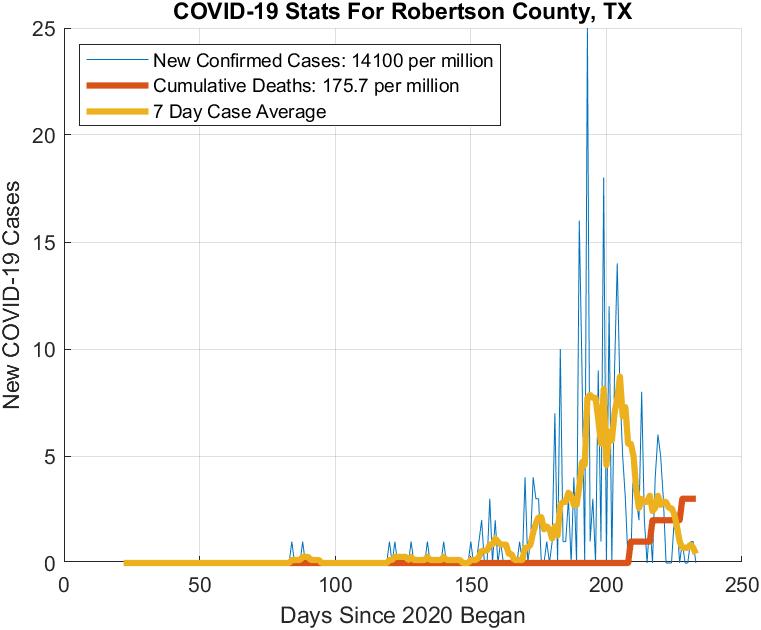 COVID-19 Stats For Robertson County, TX
New Confirmed Cases: 14100 per million
Cumulative Deaths: 175.7 per million
7 Day Case Average
New COVID-19 Cases
25
20
15
10
5
0
0 50 100 150 200 250
Days Since 2020 Began